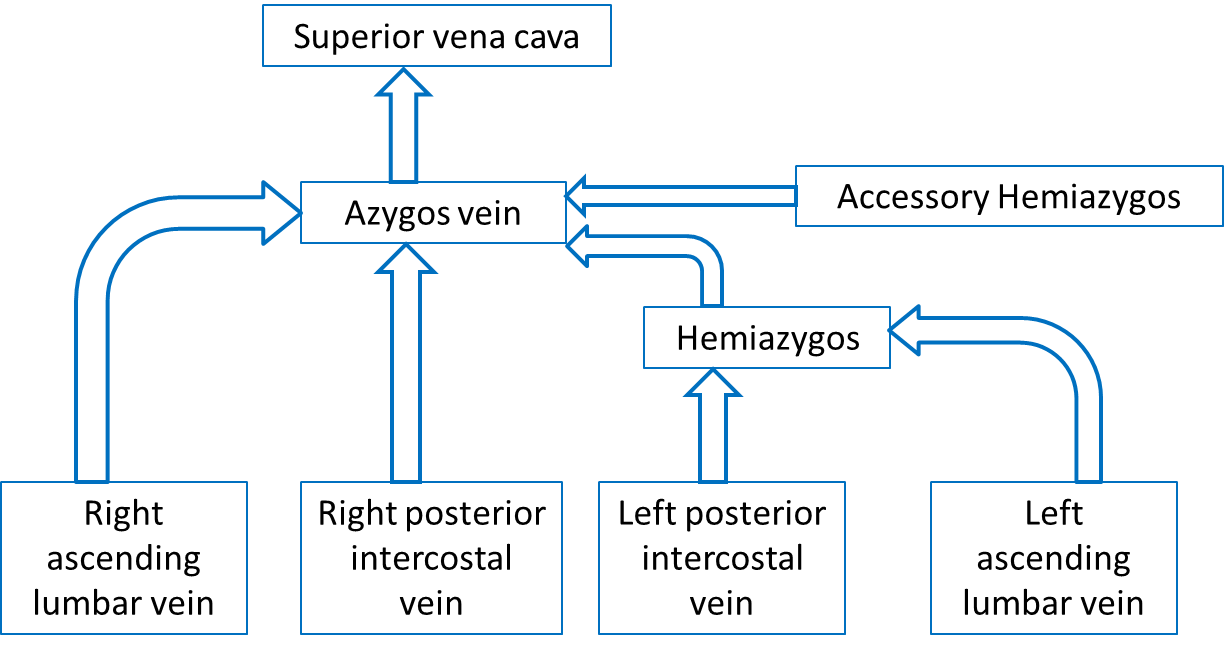 Superior vena cava
Azygos vein
Accessory Hemiazygos
Hemiazygos
Right
ascending
lumbar vein
Right posterior
intercostal
vein
Left posterior
intercostal
vein
Left
ascending
lumbar vein